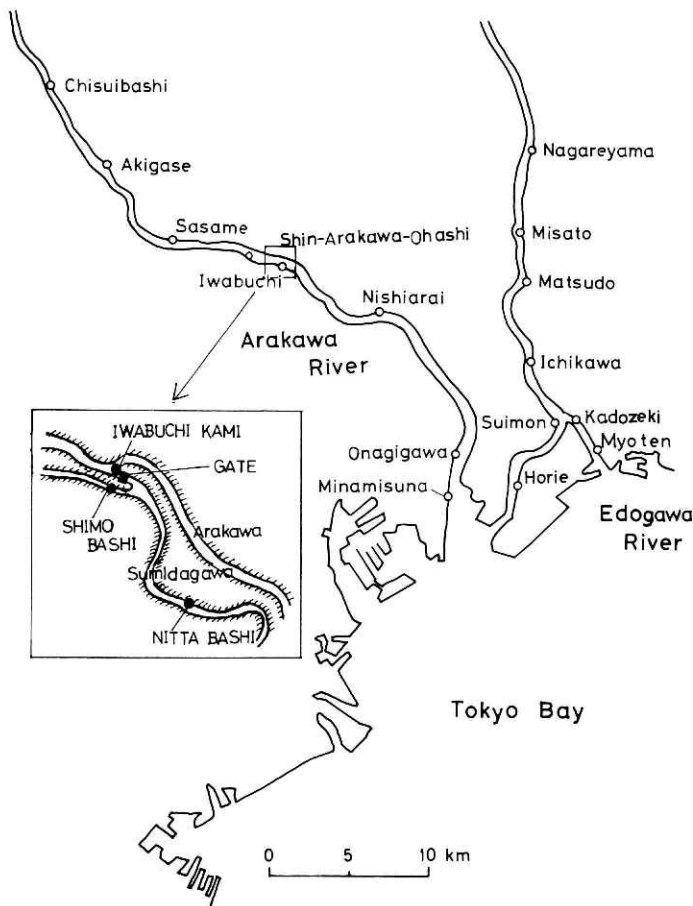 Chisuibashi
Akigase
Sasame
Shin-Arakawa-Ohashi
Iwabuchi
Nishiarai
Arakawa
River
Nagareyama
Misato
Matsudo
Ichikawa
Suimon
Kadozeki
Myoten
Onagigawa
Minamisuna
Horie
Edogawa
River
IWABUCHI KAMI
GATE
SHIMO
BASHI
Arakawa
Sumidagawa
NITTA BASHI
Tokyo Bay
0 5 10 km